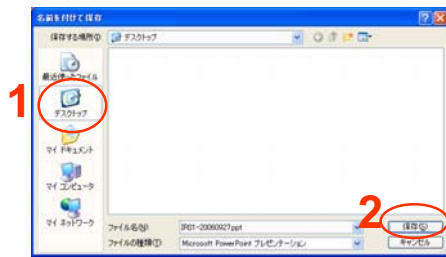 名前を付けて保存
保存する場所(I):
デスクトップ
最近使ったファイル
1
デスクトップ
マイ ドキュメント
マイ コンピュータ
マイ ネットワーク
ファイル名(N):
IR01-20060927.ppt
2
保存(S)
ファイルの種類(T):
Microsoft PowerPoint プレゼンテーション
キャンセル